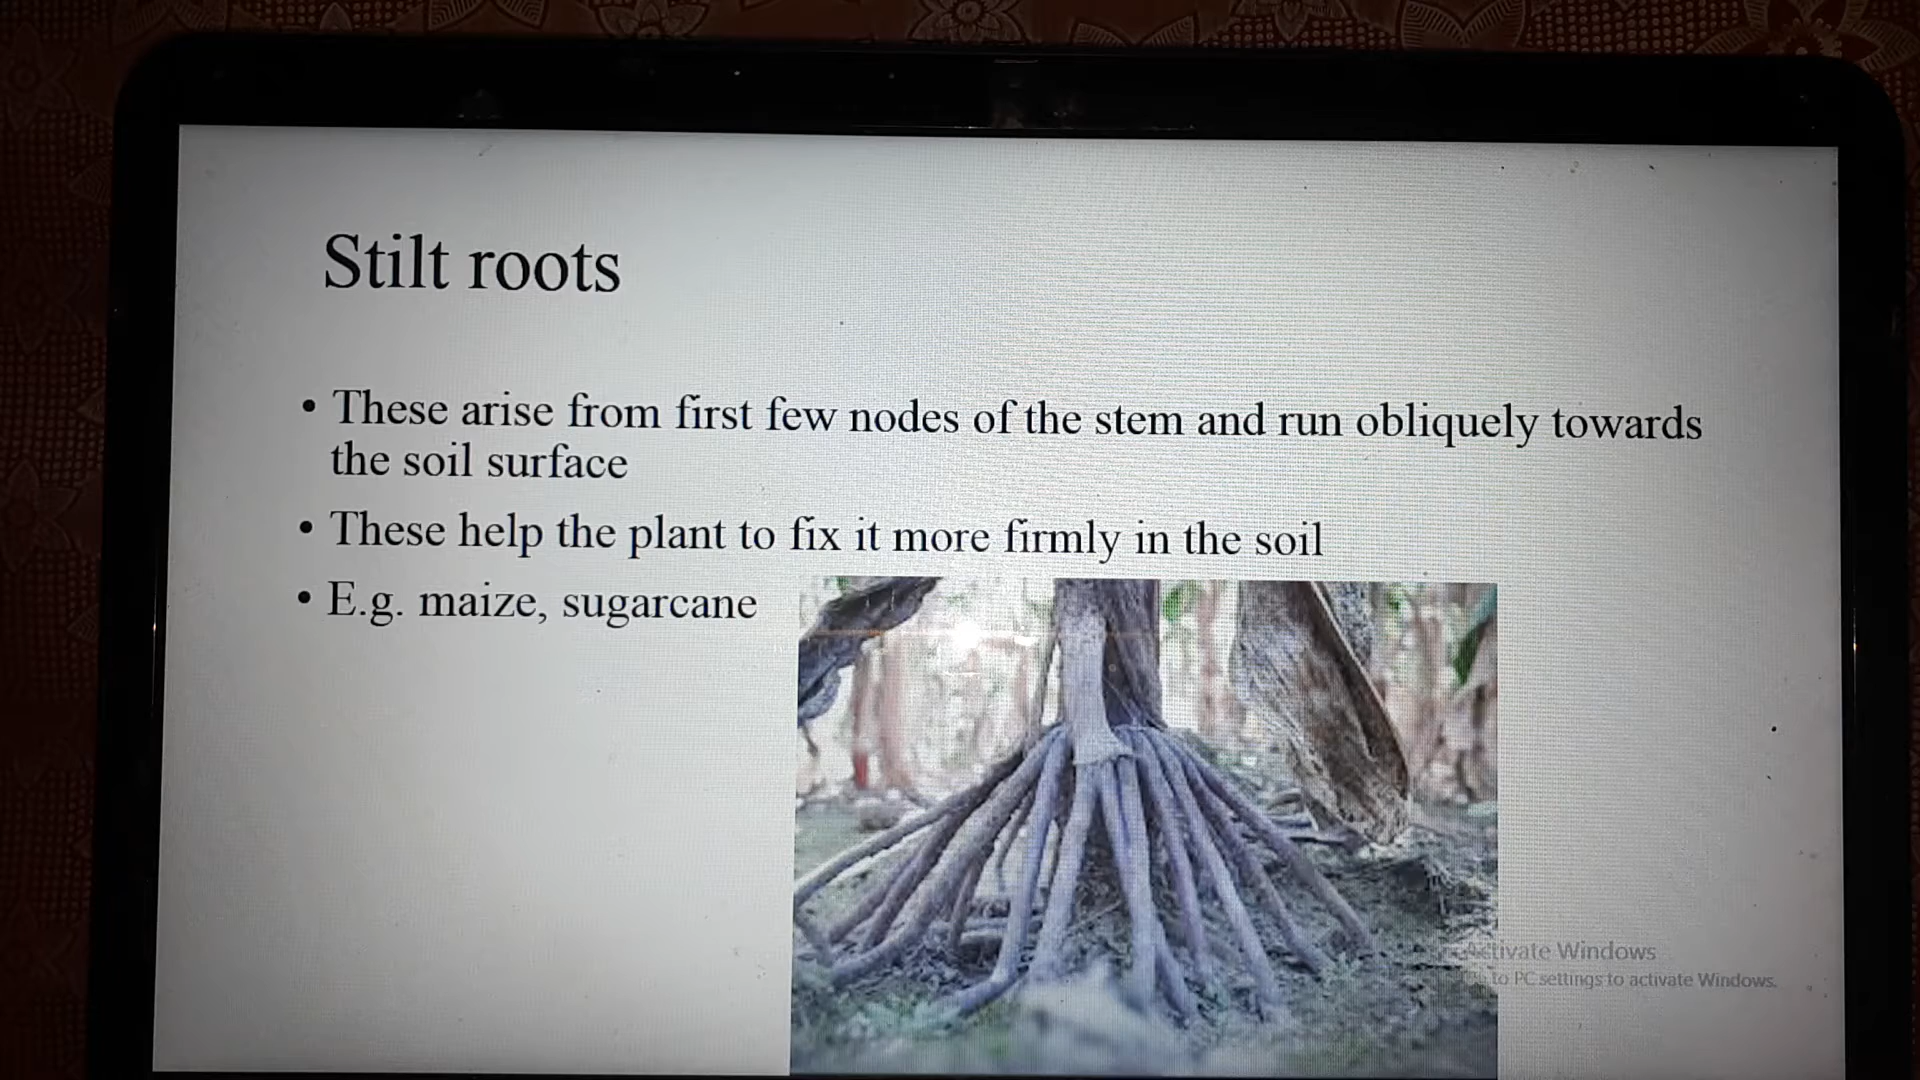 Stilt roots
• These arise from first few nodes of the stem and run obliquely towards
the soil surface
• These help the plant to fix it more firmly in the soil
• E.g. maize, sugarcane
Activate Windows
to PC settings to activate Windows.